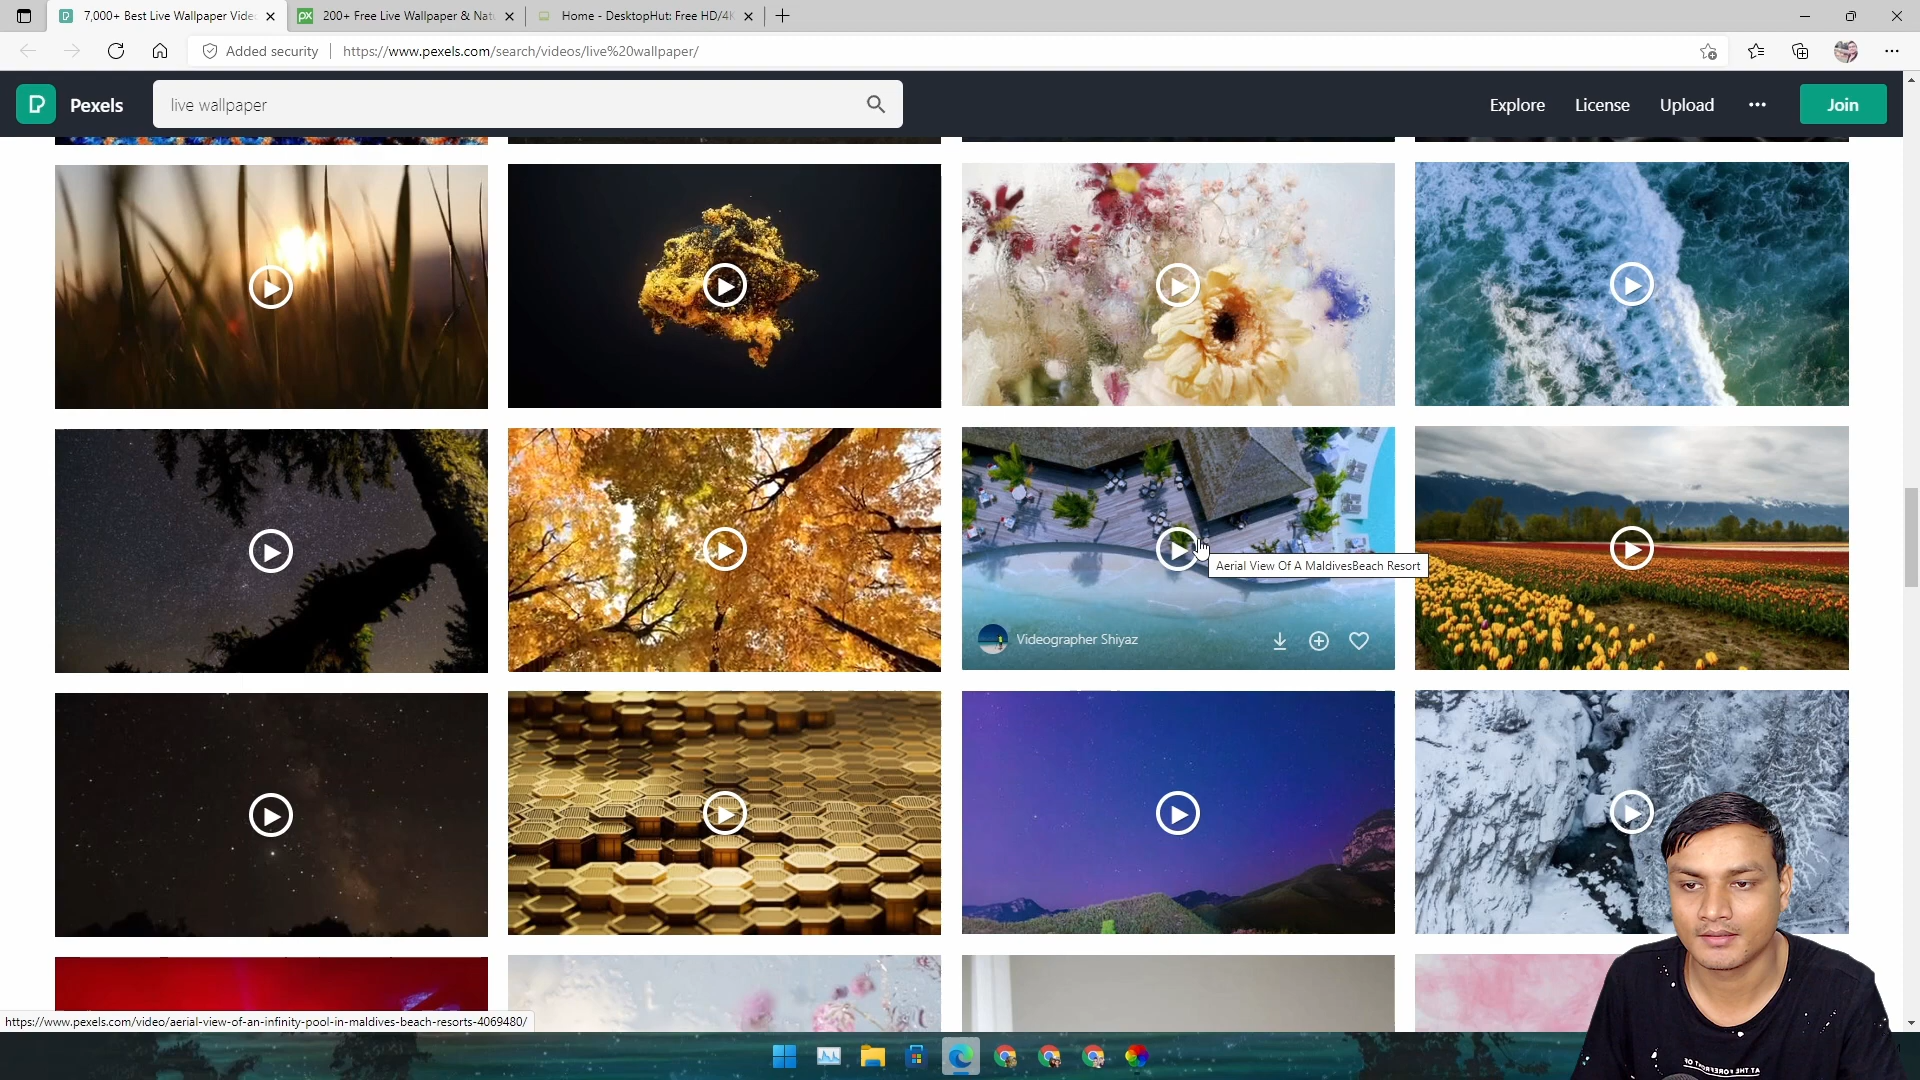 7,000+ Best Live Wallpaper Vide
200+ Free Live Wallpaper & Natu
Home - DesktopHut: Free HD/4K
Added security
https://www.pexels.com/search/videos/live%20wallpaper/
Pexels
live wallpaper
Explore
License
Upload
Join
Aerial View Of A MaldivesBeach Resort
Videographer Shiyaz
https://www.pexels.com/video/aerial-view-of-an-infinity-pool-in-maldives-beach-resorts-4069480/